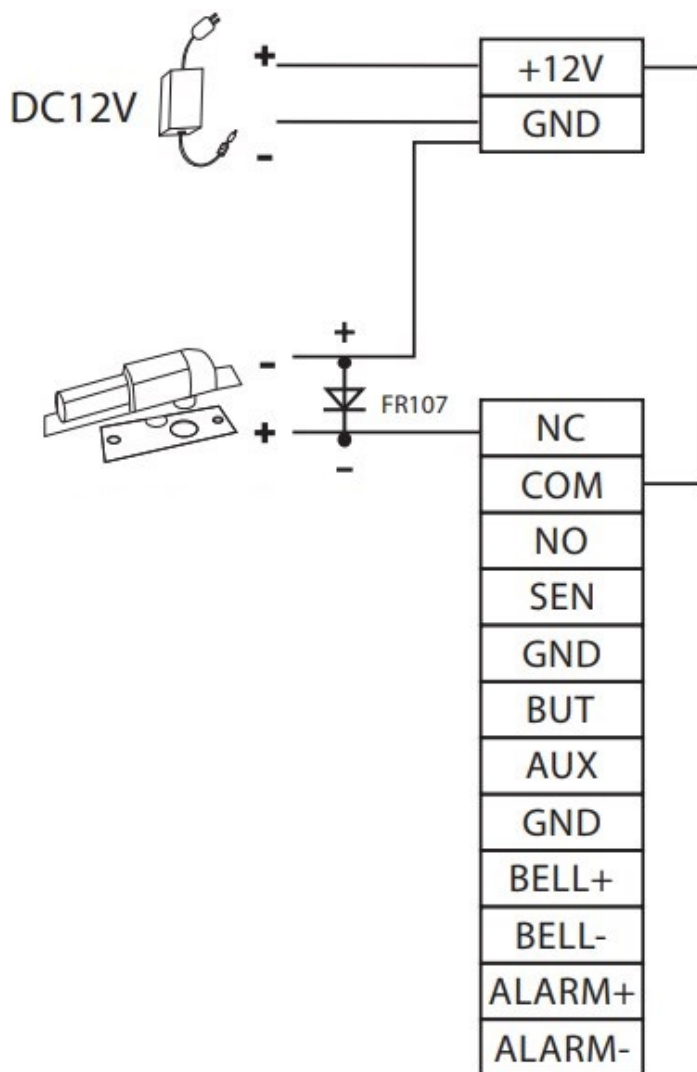 +
DC12V
-
+12V
GND
-
+
FR107
+
-
NC
COM
NO
SEN
GND
BUT
AUX
GND
BELL+
BELL-
ALARM+
ALARM-